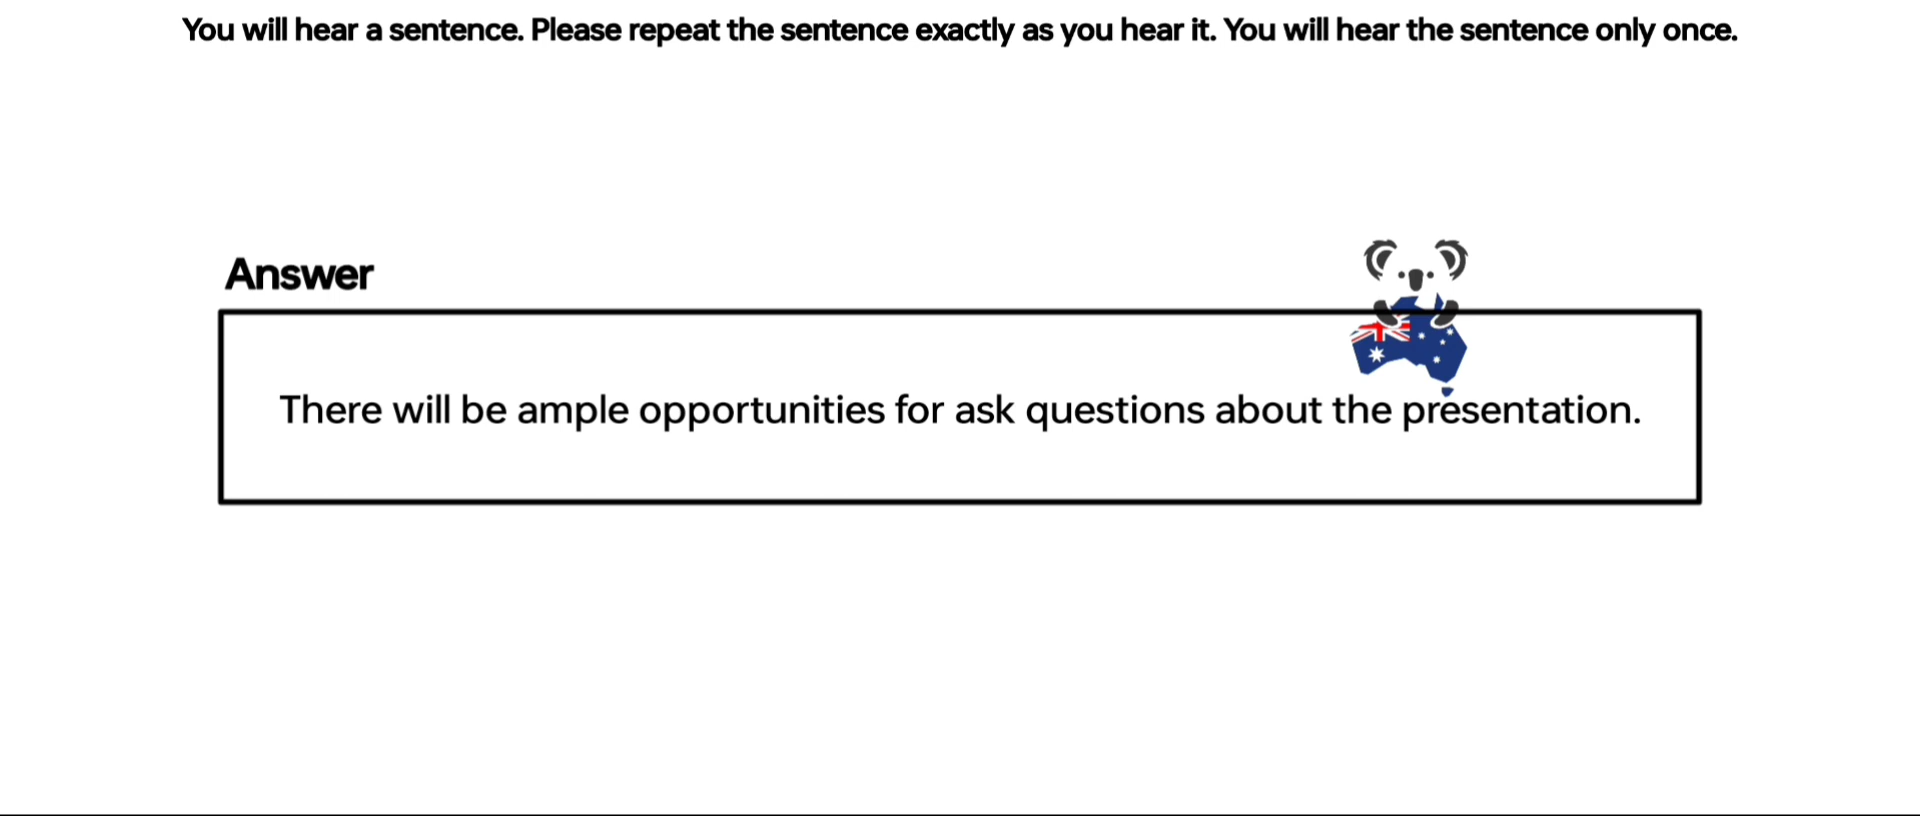 You will hear a sentence. Please repeat the sentence exactly as you hear it. You will hear the sentence only once.
Answer
There will be ample opportunities for ask questions about the presentation.